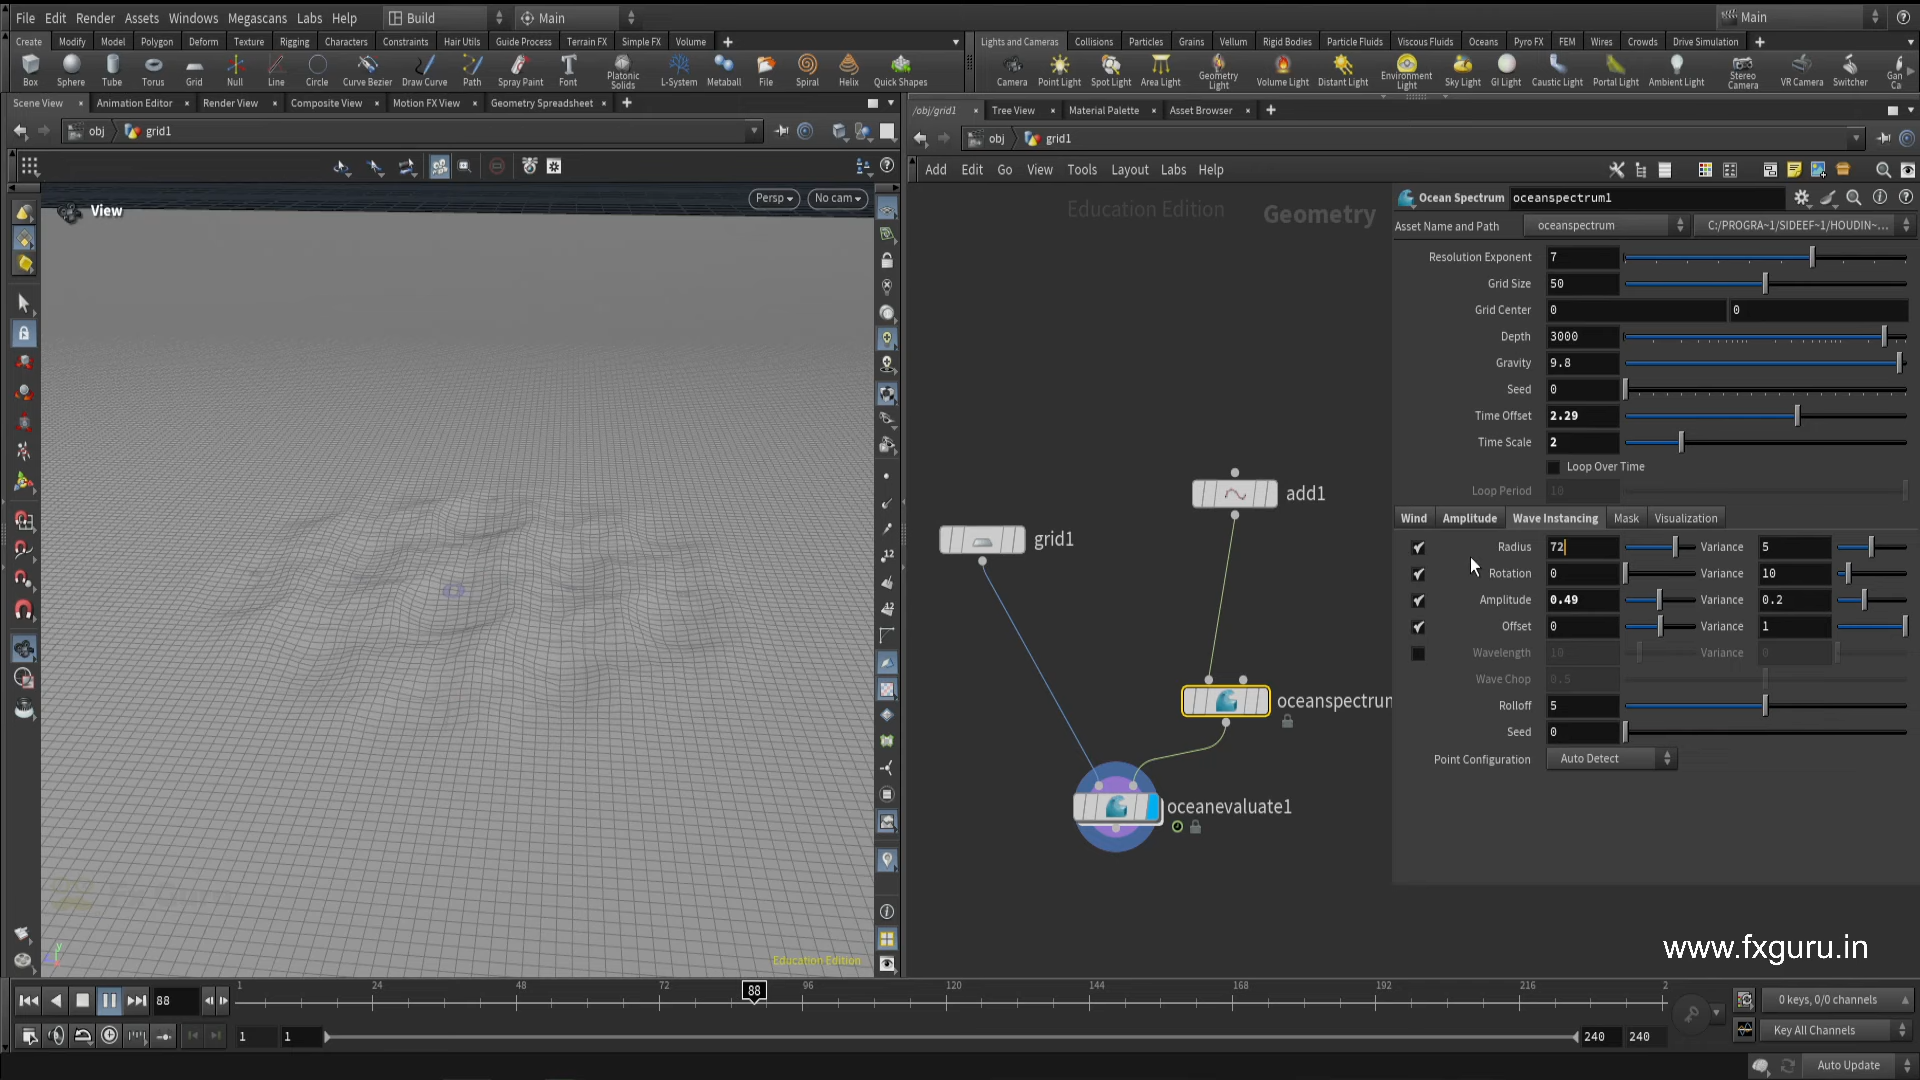 File Edit Render Assets Windows Megascans Labs Help Build Main Main
Create Modify Model Polygon Deform Texture Rigging Characters Constraints Hair Utils Guide Process Terrain FX Simple FX Volume
Lights and Cameras Collisions Particles Grains Vellum Rigid Bodies Particle Fluids Viscous Fluids Oceans Pyro FX FEM Wires Crowds Drive Simulation
Box Sphere Tube Torus Grid Null Line Circle Curve Bezier Draw Curve Path Spray Paint Font Platonic Solids L-System Metaball File Spiral Helix Quick Shapes
Camera Point Light Spot Light Area Light Geometry Light Volume Light Distant Light Environment Light Sky Light GI Light Caustic Light Portal Light Ambient Light Stereo Camera VR Camera Switcher
Scene View Animation Editor Render View Composite View Motion FX View Geometry Spreadsheet
/obj/grid1 Tree View Material Palette Asset Browser
obj grid1
obj grid1
Add Edit Go View Tools Layout Labs Help
View
Persp No cam
Education Edition Geometry
Ocean Spectrum oceanspectrum1
Asset Name and Path oceanspectrum C:/PROGRA~1/SIDEEF~1/HOUDIN~...
Resolution Exponent 7
Grid Size 50
Grid Center 0 0
Depth 3000
Gravity 9.8
Seed 0
Time Offset 2.29
Time Scale 2
Loop Over Time
Loop Period 10
Wind Amplitude Wave Instancing Mask Visualization
Radius 72 Variance 5
Rotation 0 Variance 10
Amplitude 0.49 Variance 0.2
Offset 0 Variance 1
Wavelength 10 Variance 0
Wave Chop 0.5
Rolloff 5
Seed 0
Point Configuration Auto Detect
add1
grid1
oceanspectrum
oceanevaluate1
12
12
Education Edition
www.fxguru.in
88
1 24 48 72 88 96 120 144 168 192 216 2
0 keys, 0/0 channels
1 1 240 240
Key All Channels
Auto Update